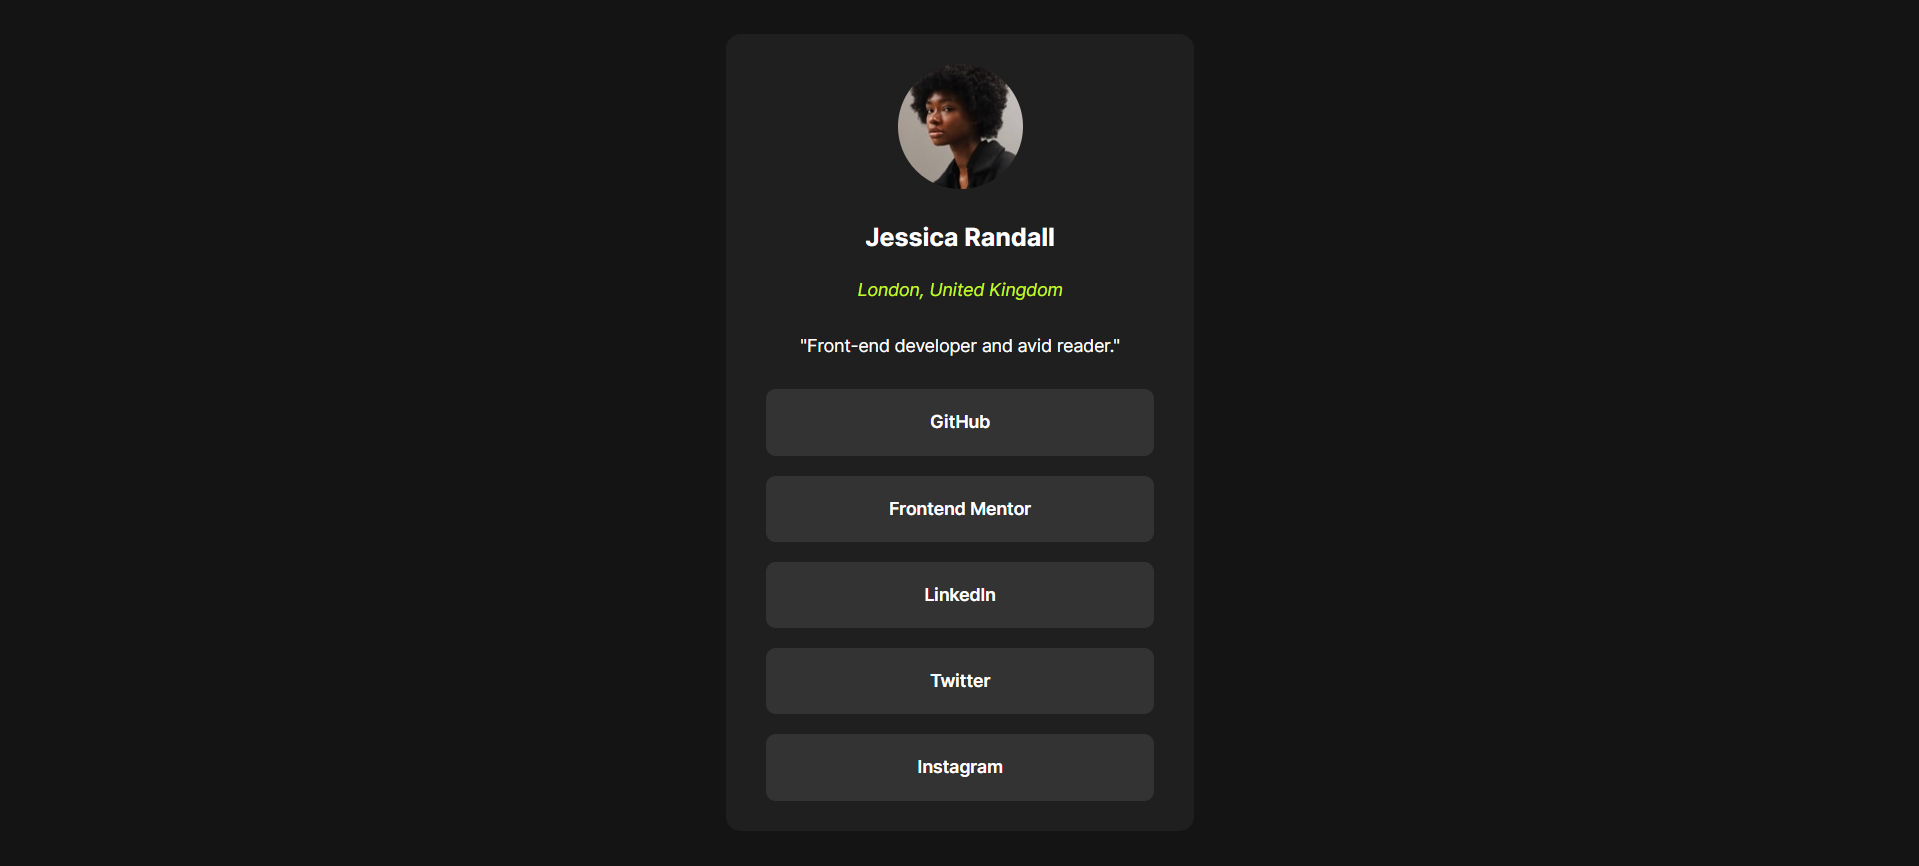 Jessica Randall
London, United Kingdom
"Front-end developer and avid reader."
GitHub
Frontend Mentor
LinkedIn
Twitter
Instagram